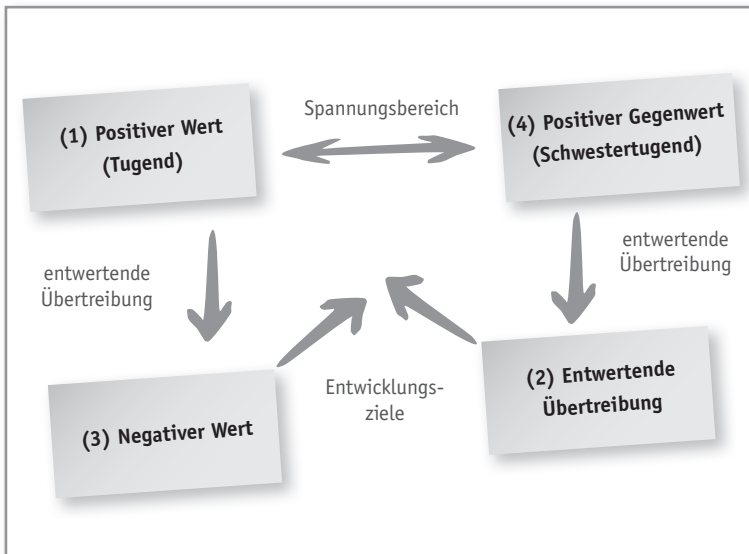 Spannungsbereich
(1) Positiver Wert
(Tugend)
(4) Positiver Gegenwert
(Schwestertugend)
entwertende
Übertreibung
entwertende
Übertreibung
Entwicklungs-
ziele
(3) Negativer Wert
(2) Entwertende
Übertreibung